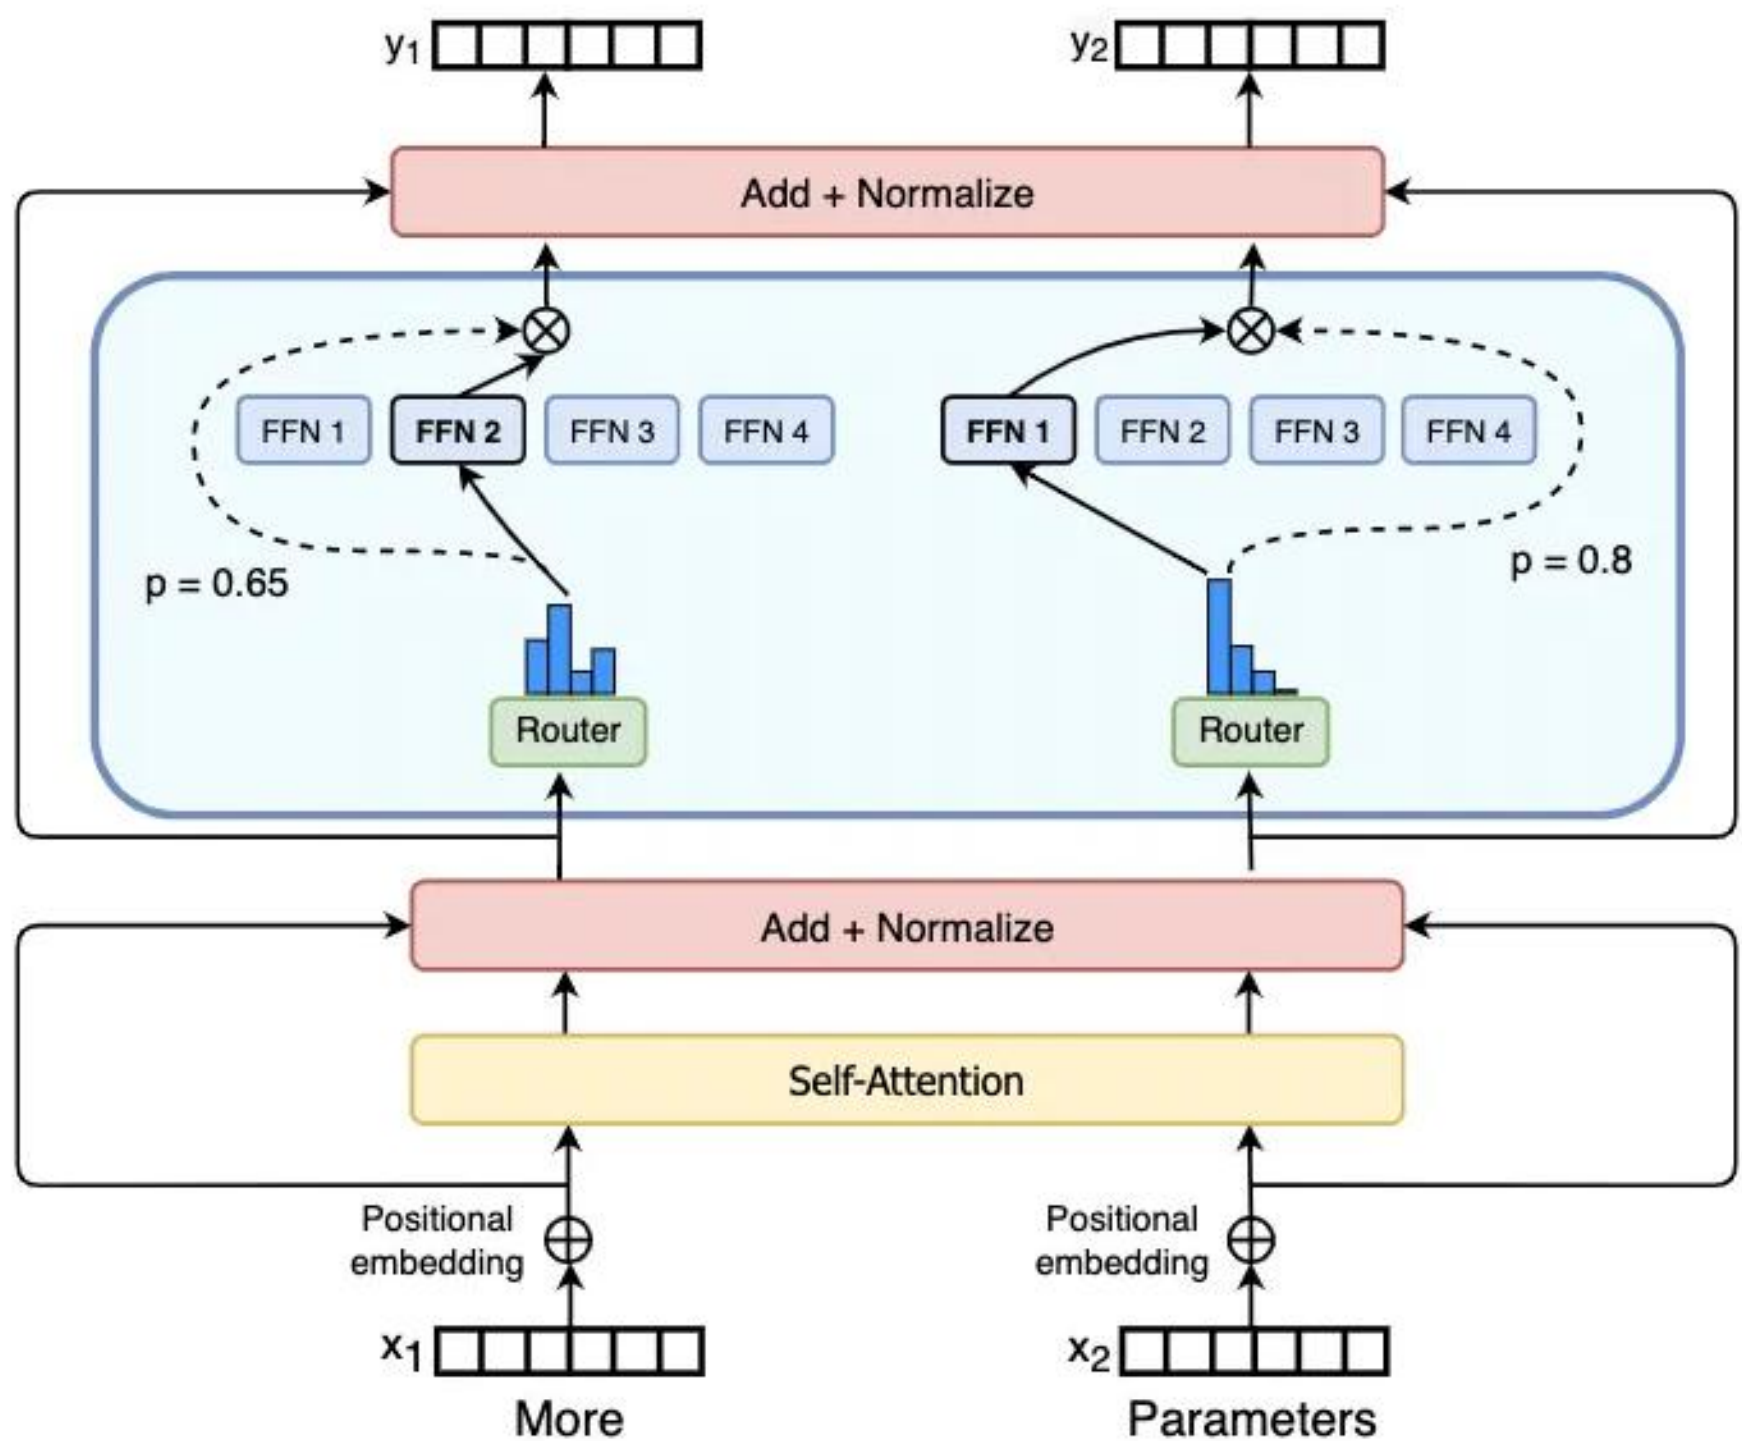 y1 y2
Add + Normalize
FFN 1 FFN 2 FFN 3 FFN 4 FFN 1 FFN 2 FFN 3 FFN 4
p = 0.65 p = 0.8
Router Router
Add + Normalize
Self-Attention
Positional Positional
embedding embedding
x1 x2
More Parameters